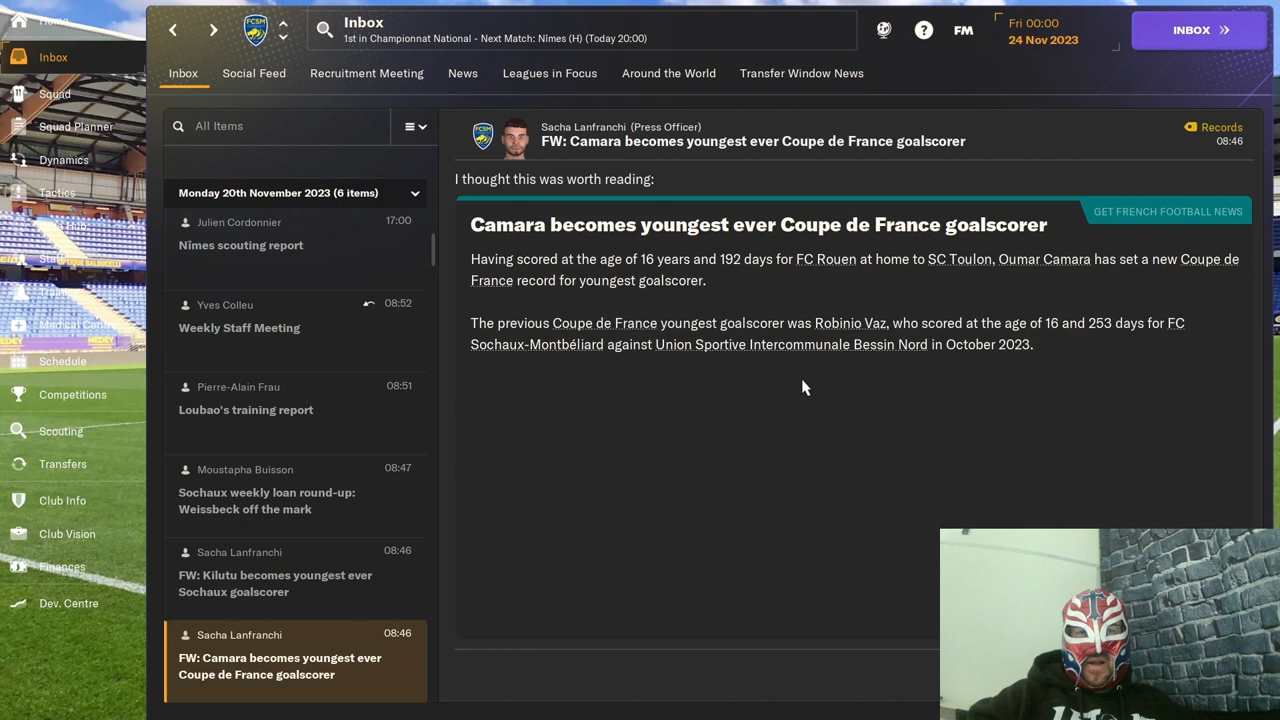 Home
Inbox
Squad
Squad Planner
Dynamics
Tactics
Schedule
Competitions
Scouting
Transfers
Club Info
Club Vision
Finances
Dev. Centre
FCSM
Inbox
1st in Championnat National - Next Match: Nîmes (H) (Today 20:00)
?
FM
Fri 00:00
24 Nov 2023
INBOX
Inbox
Social Feed
Recruitment Meeting
News
Leagues in Focus
Around the World
Transfer Window News
All Items
Monday 20th November 2023 (6 items)
Julien Cordonnier
17:00
Nîmes scouting report
Yves Colleu
08:52
Weekly Staff Meeting
Pierre-Alain Frau
08:51
Loubao's training report
Moustapha Buisson
08:47
Sochaux weekly loan round-up:
Weissbeck off the mark
Sacha Lanfranchi
08:46
FW: Kilutu becomes youngest ever
Sochaux goalscorer
Sacha Lanfranchi
08:46
FW: Camara becomes youngest ever
Coupe de France goalscorer
FCSM
Sacha Lanfranchi (Press Officer)
FW: Camara becomes youngest ever Coupe de France goalscorer
Records
08:46
I thought this was worth reading:
GET FRENCH FOOTBALL NEWS
Camara becomes youngest ever Coupe de France goalscorer
Having scored at the age of 16 years and 192 days for FC Rouen at home to SC Toulon, Oumar Camara has set a new Coupe de
France record for youngest goalscorer.
The previous Coupe de France youngest goalscorer was Robinio Vaz, who scored at the age of 16 and 253 days for FC
Sochaux-Montbéliard against Union Sportive Intercommunale Bessin Nord in October 2023.